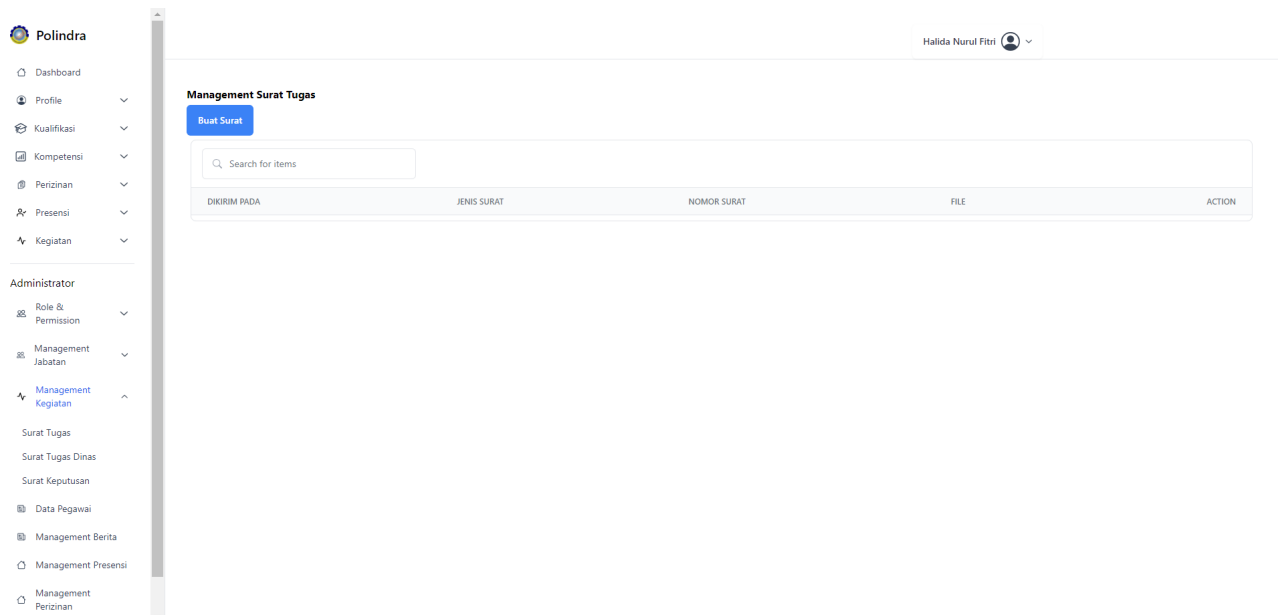 Polindra
Halida Nurul Fitri
Dashboard
Profile
Kualifikasi
Kompetensi
Perizinan
Presensi
Kegiatan
Administrator
Role &
Permission
Management
Jabatan
Management
Kegiatan
Surat Tugas
Surat Tugas Dinas
Surat Keputusan
Data Pegawai
Management Berita
Management Presensi
Management
Perizinan
Management Surat Tugas
Buat Surat
Search for items
DIKIRIM PADA JENIS SURAT NOMOR SURAT FILE ACTION